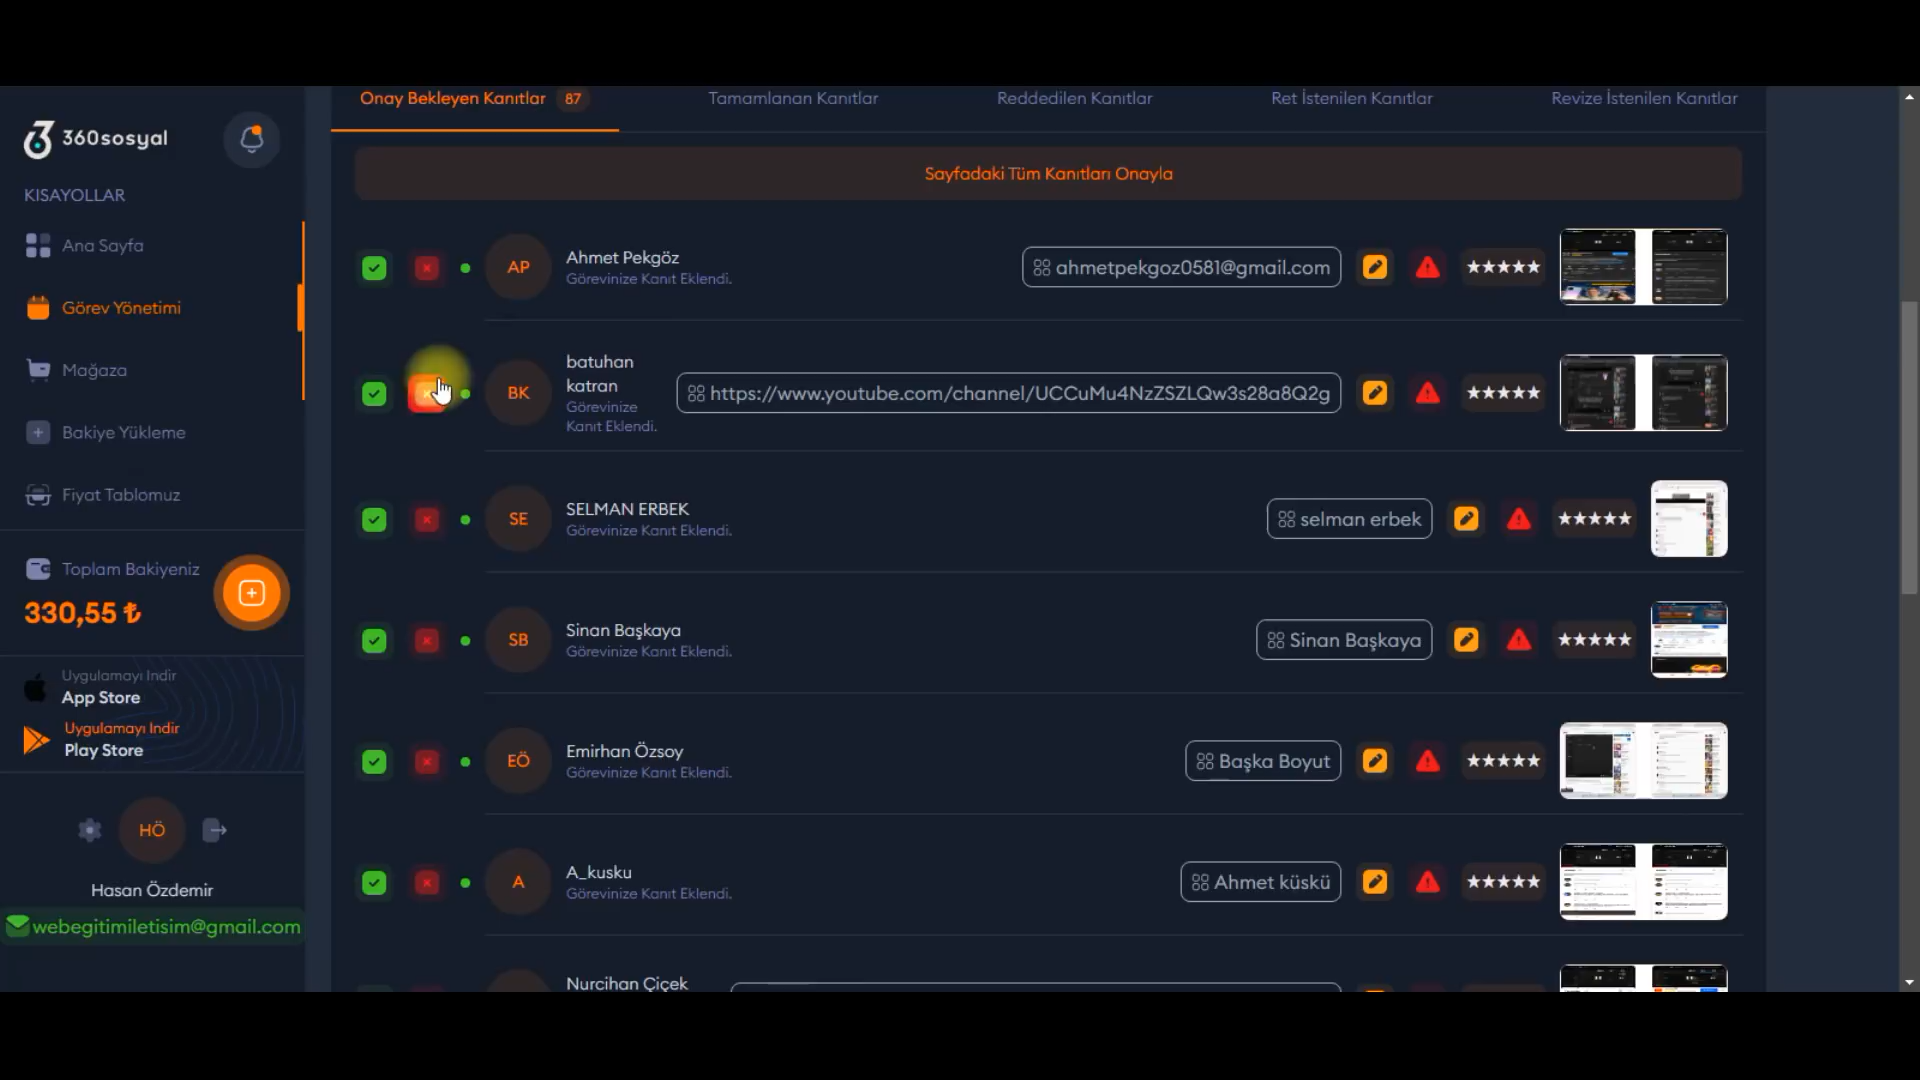 360sosyal
KISAYOLLAR
Ana Sayfa
Görev Yönetimi
Mağaza
Bakiye Yükleme
Fiyat Tablomuz
Toplam Bakiyeniz
330,55 ₺
Uygulamayı Indir
App Store
Uygulamayı Indir
Play Store
HÖ
Hasan Özdemir
webegitimiletisim@gmail.com
Onay Bekleyen Kanıtlar 87
Tamamlanan Kanıtlar
Reddedilen Kanıtlar
Ret İstenilen Kanıtlar
Revize İstenilen Kanıtlar
Sayfadaki Tüm Kanıtları Onayla
AP
Ahmet Pekgöz
Görevinize Kanıt Eklendi.
ahmetpekgoz0581@gmail.com
BK
batuhan
katran
Görevinize
Kanıt Eklendi.
https://www.youtube.com/channel/UCCuMu4NzZSZLQw3s28a8Q2g
SE
SELMAN ERBEK
Görevinize Kanıt Eklendi.
selman erbek
SB
Sinan Başkaya
Görevinize Kanıt Eklendi.
Sinan Başkaya
EÖ
Emirhan Özsoy
Görevinize Kanıt Eklendi.
Başka Boyut
A
A_kusku
Görevinize Kanıt Eklendi.
Ahmet küskü
Nurcihan Çiçek